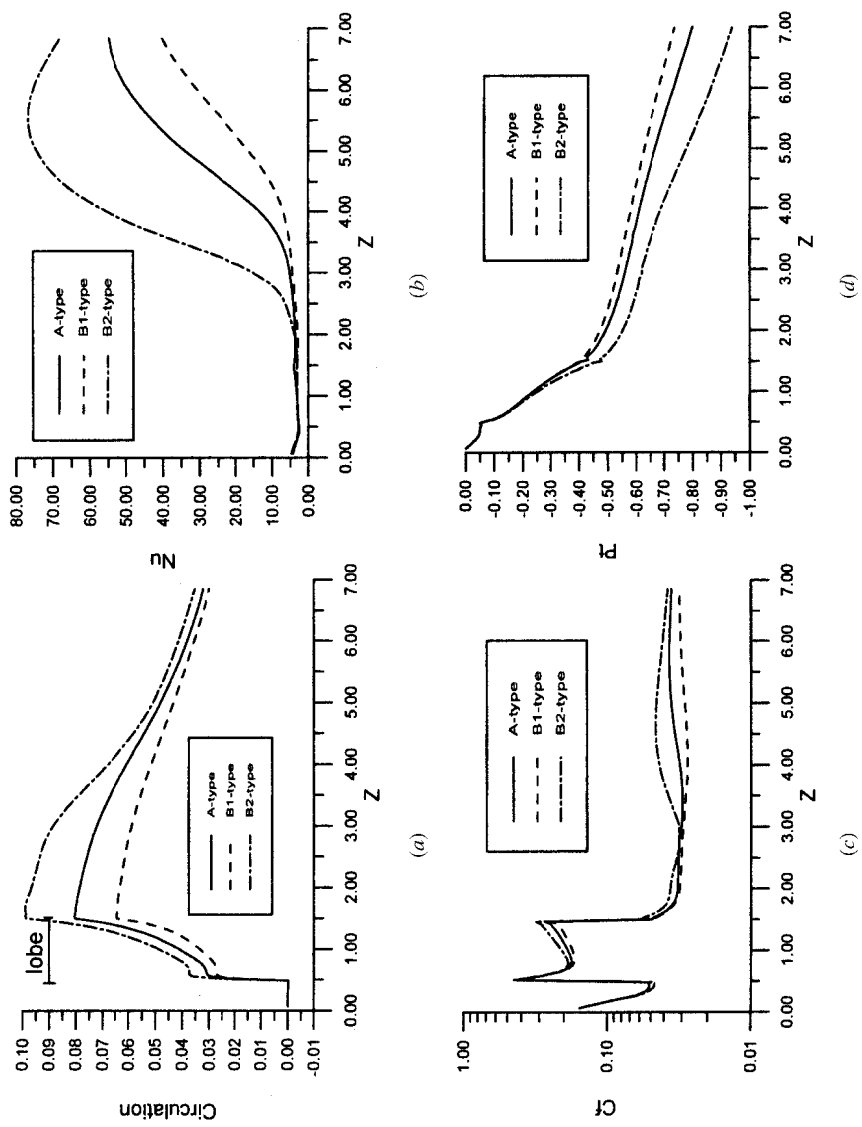 Circulation
0.10
0.09
0.08
0.07
0.06
0.05
0.04
0.03
0.02
0.01
0.00
-0.01
lobe
A-type
B1-type
B2-type
0.00 1.00 2.00 3.00 4.00 5.00 6.00 7.00
Z
(a)
Nu
80.00
70.00
60.00
50.00
40.00
30.00
20.00
10.00
0.00
A-type
B1-type
B2-type
0.00 1.00 2.00 3.00 4.00 5.00 6.00 7.00
Z
(b)
Cf
1.00
0.10
0.01
A-type
B1-type
B2-type
0.00 1.00 2.00 3.00 4.00 5.00 6.00 7.00
Z
(c)
Pt
0.00
-0.10
-0.20
-0.30
-0.40
-0.50
-0.60
-0.70
-0.80
-0.90
-1.00
A-type
B1-type
B2-type
0.00 1.00 2.00 3.00 4.00 5.00 6.00 7.00
Z
(d)